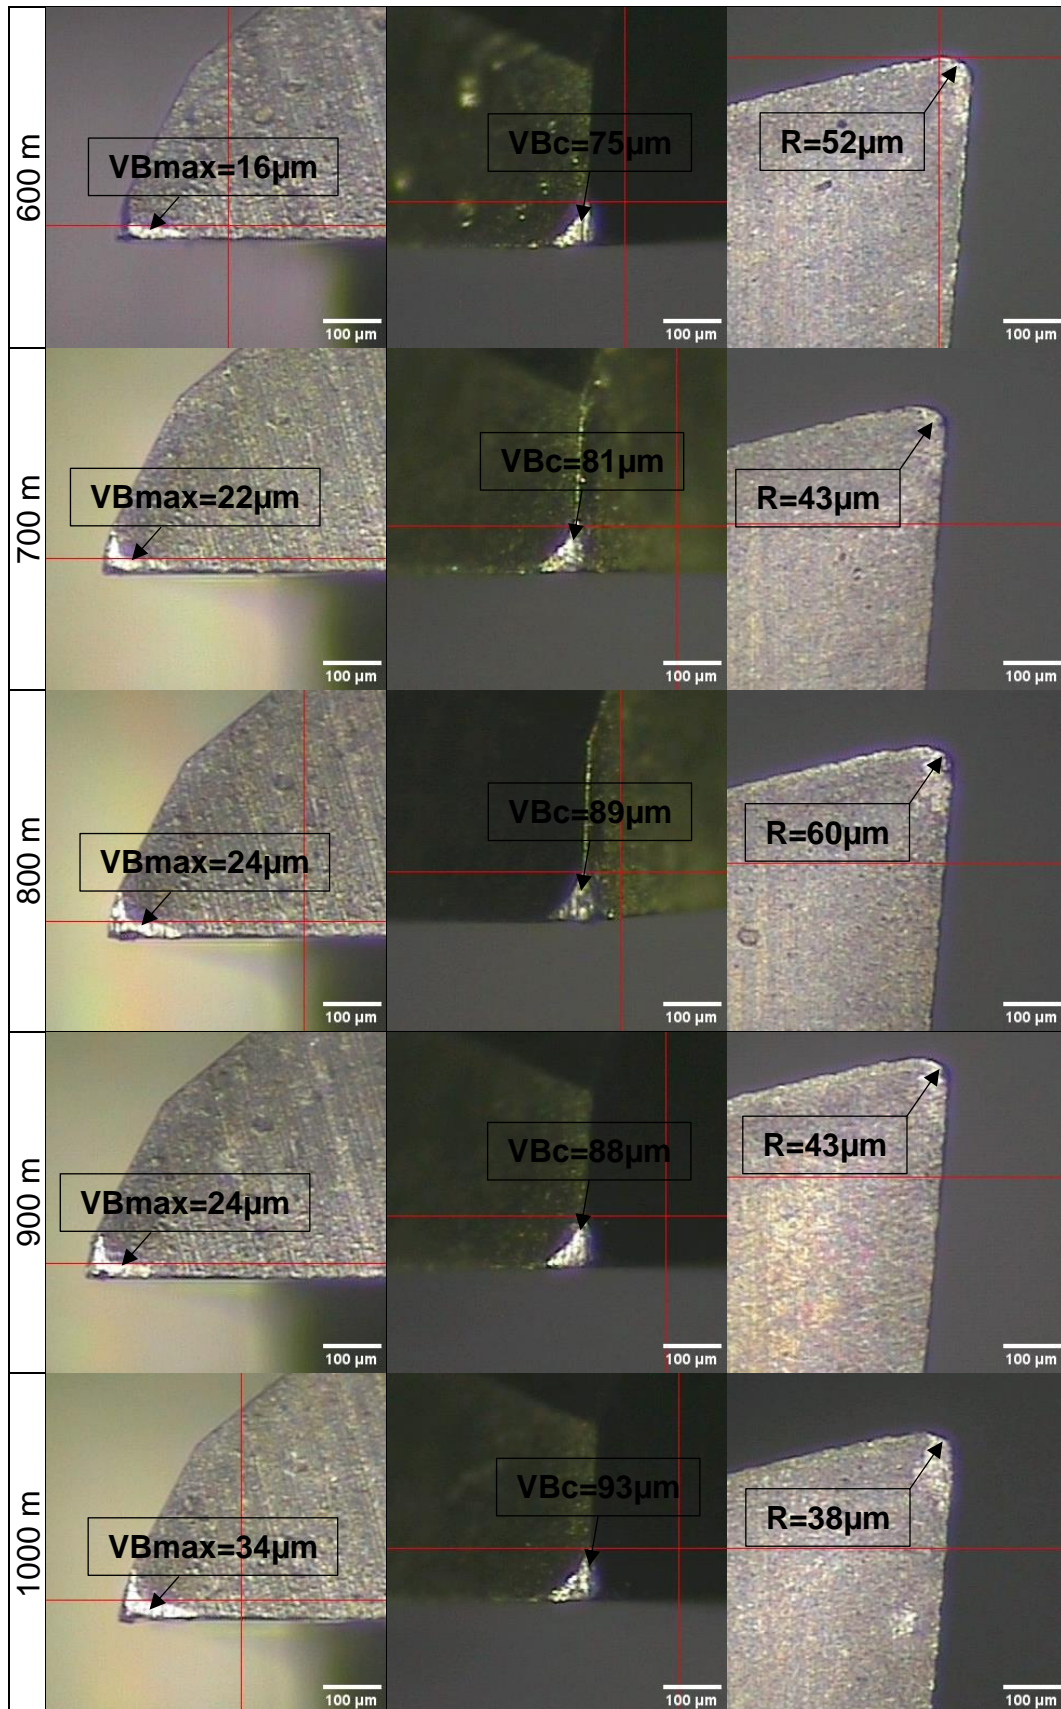 600 m
VBmax=16µm
VBc=75µm
R=52µm
100 µm
100 µm
100 µm
700 m
VBmax=22µm
VBc=81µm
R=43µm
100 µm
100 µm
100 µm
800 m
VBmax=24µm
VBc=89µm
R=60µm
100 µm
100 µm
100 µm
900 m
VBmax=24µm
VBc=88µm
R=43µm
100 µm
100 µm
100 µm
1000 m
VBmax=34µm
VBc=93µm
R=38µm
100 µm
100 µm
100 µm